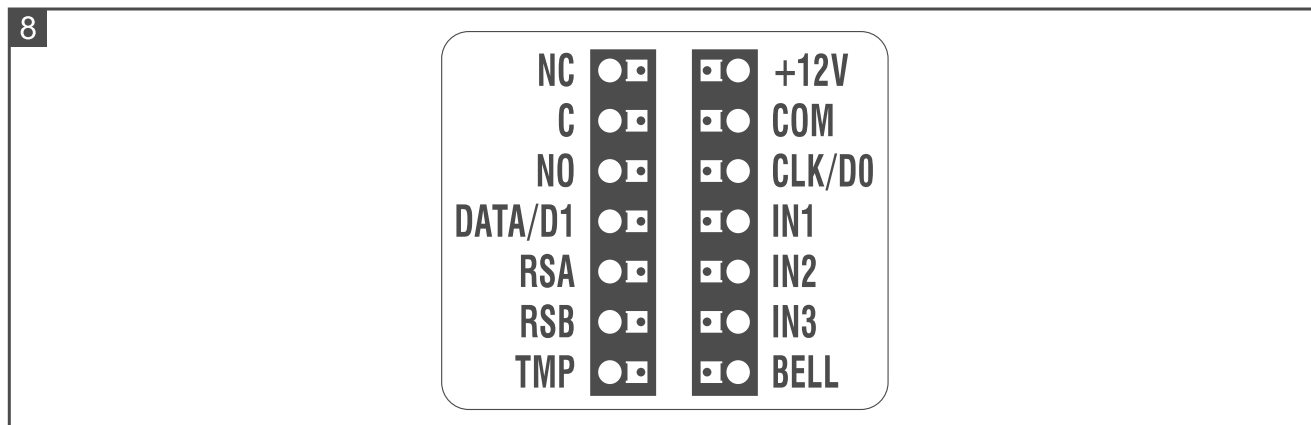 8
NC +12V
C COM
NO CLK/D0
DATA/D1 IN1
RSA IN2
RSB IN3
TMP BELL